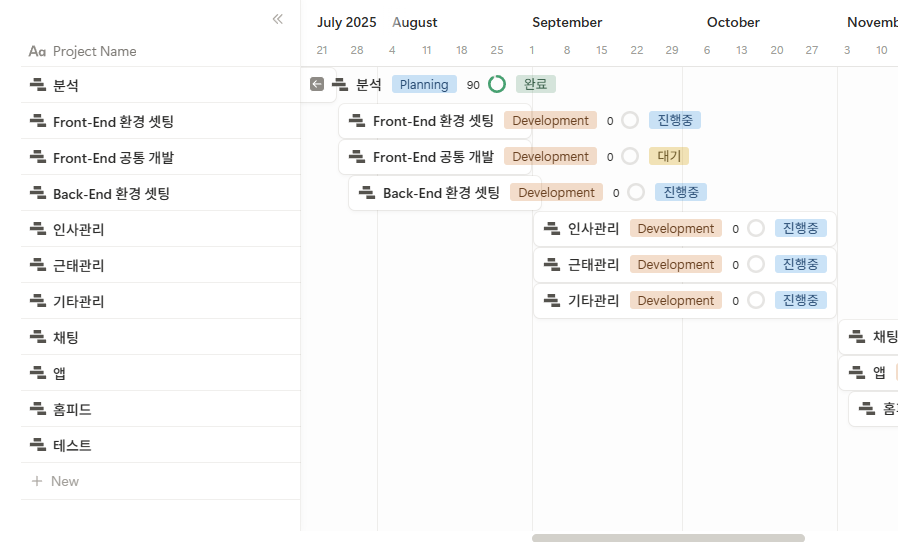 July 2025 August September October Novemb
21 28 4 11 18 25 1 8 15 22 29 6 13 20 27 3 10
Aa Project Name
분석 분석 Planning 90 완료
Front-End 환경 셋팅 Front-End 환경 셋팅 Development 0 진행중
Front-End 공통 개발 Front-End 공통 개발 Development 0 대기
Back-End 환경 셋팅 Back-End 환경 셋팅 Development 0 진행중
인사관리 인사관리 Development 0 진행중
근태관리 근태관리 Development 0 진행중
기타관리 기타관리 Development 0 진행중
채팅 채팅
앱 앱
홈피드
테스트
New